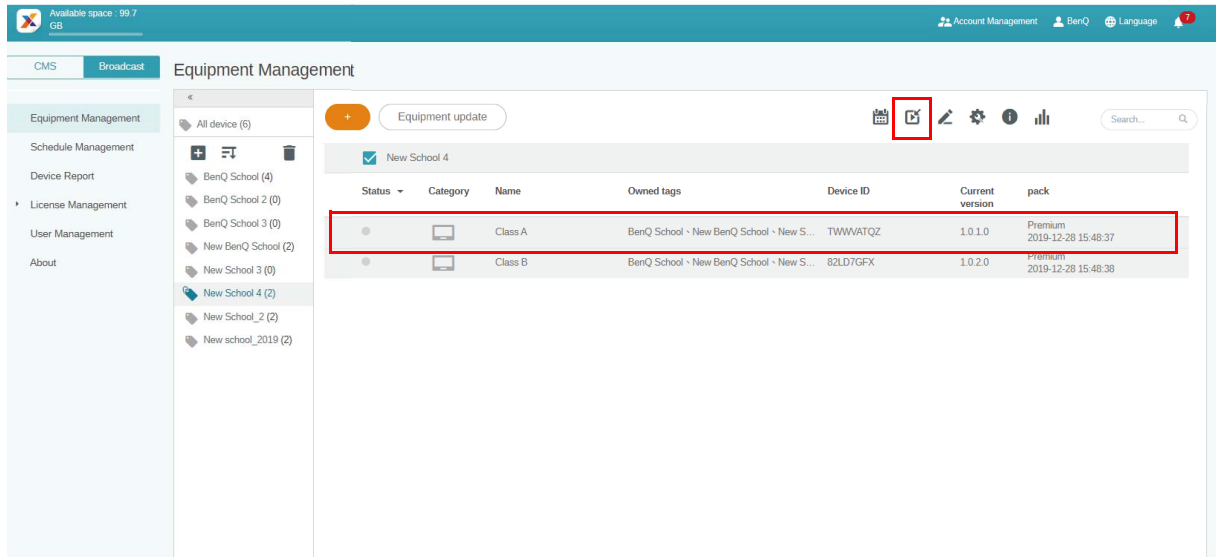 Available space : 99.7
GB
Account Management
BenQ
Language
7
CMS
Broadcast
Equipment Management
Equipment Management
Schedule Management
Device Report
License Management
User Management
About
«
All device (6)
BenQ School (4)
BenQ School 2 (0)
BenQ School 3 (0)
New BenQ School (2)
New School 3 (0)
New School 4 (2)
New School_2 (2)
New school_2019 (2)
+
Equipment update
Search...
New School 4
Status Category Name Owned tags Device ID Current pack
version
Class A BenQ School、New BenQ School、New S... TWWVATQZ 1.0.1.0 Premium
2019-12-28 15:48:37
Class B BenQ School、New BenQ School、New S... 82LD7GFX 1.0.2.0 Premium
2019-12-28 15:48:38